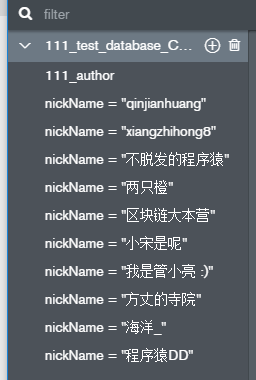 filter
111_test_database_C...
111_author
nickName = "qinjianhuang"
nickName = "xiangzhihong8"
nickName = "不脱发的程序猿"
nickName = "两只橙"
nickName = "区块链大本营"
nickName = "小宋是呢"
nickName = "我是管小亮 :)"
nickName = "方丈的寺院"
nickName = "海洋_"
nickName = "程序猿DD"